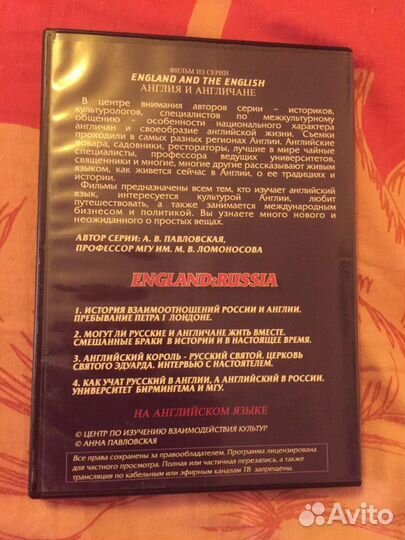 ФИЛЬМ ИЗ СЕРИИ
ENGLAND AND THE ENGLISH
АНГЛИЯ И АНГЛИЧАНЕ
В центре внимания авторов серии – историков,
культурологов, специалистов по межкультурному
общению – особенности национального характера
англичан и своеобразие английской жизни. Съемки
проходили в самых разных регионах Англии. Английские
повара, садовники, рестораторы, лучшие в мире чайные
специалисты, профессора ведущих университетов,
священники и многие, многие другие рассказывают живым
языком, как живется сейчас в Англии, о ее традициях и
истории.
Фильмы предназначены всем тем, кто изучает английский
язык, интересуется культурой Англии, любит
путешествовать, а также занимается международным
бизнесом и политикой. Вы узнаете много нового и
неожиданного о простых вещах.
АВТОР СЕРИИ: А. В. ПАВЛОВСКАЯ,
ПРОФЕССОР МГУ ИМ. М. В. ЛОМОНОСОВА
ENGLAND:RUSSIA
1. ИСТОРИЯ ВЗАИМООТНОШЕНИЙ РОССИИ И АНГЛИИ.
ПРЕБЫВАНИЕ ПЕТРА I ЛОНДОНЕ.
2. МОГУТ ЛИ РУССКИЕ И АНГЛИЧАНЕ ЖИТЬ ВМЕСТЕ.
СМЕШАННЫЕ БРАКИ В ИСТОРИИ И В НАСТОЯЩЕЕ ВРЕМЯ.
3. АНГЛИЙСКИЙ КОРОЛЬ - РУССКИЙ СВЯТОЙ. ЦЕРКОВЬ
СВЯТОГО ЭДУАРДА. ИНТЕРВЬЮ С НАСТОЯТЕЛЕМ.
4. КАК УЧАТ РУССКИЙ В АНГЛИИ, А АНГЛИЙСКИЙ В РОССИИ.
УНИВЕРСИТЕТ БИРМИНГЕМА И МГУ.
НА АНГЛИЙСКОМ ЯЗЫКЕ
© ЦЕНТР ПО ИЗУЧЕНИЮ ВЗАИМОДЕЙСТВИЯ КУЛЬТУР
© АННА ПАВЛОВСКАЯ
Все права сохранены за правообладателем. Программа лицензирована
для частного просмотра. Полная или частичная перезапись, а также
трансляция по кабельным или эфирным каналам ТВ запрещены.
Avito